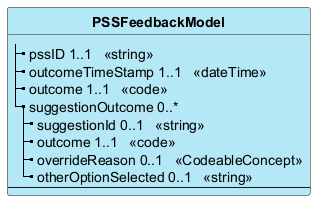 PSSFeedbackModel
pssID 1..1 «string»
outcomeTimeStamp 1..1 «dateTime»
outcome 1..1 «code»
suggestionOutcome 0..*
suggestionId 0..1 «string»
outcome 1..1 «code»
overrideReason 0..1 «CodeableConcept»
otherOptionSelected 0..1 «string»